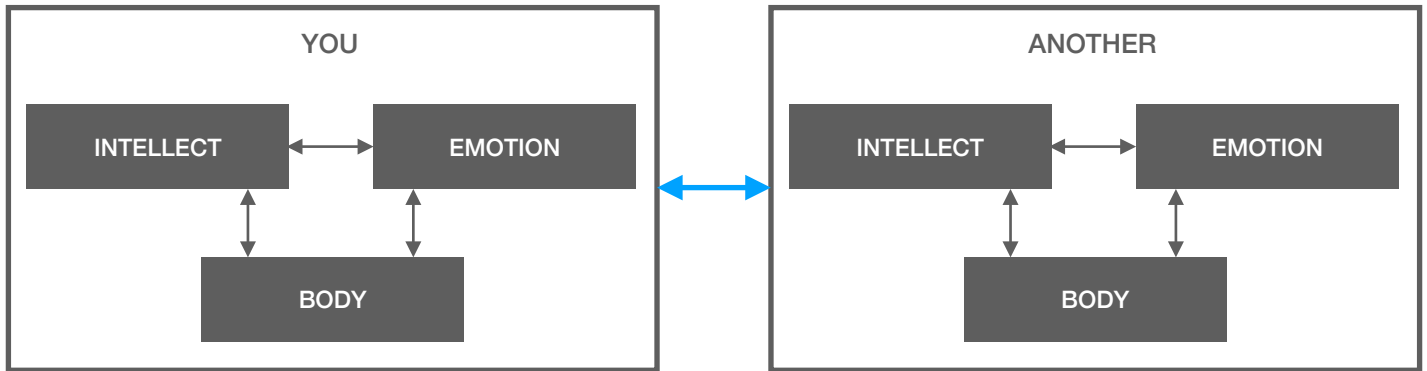 YOU
INTELLECT
EMOTION
BODY
ANOTHER
INTELLECT
EMOTION
BODY